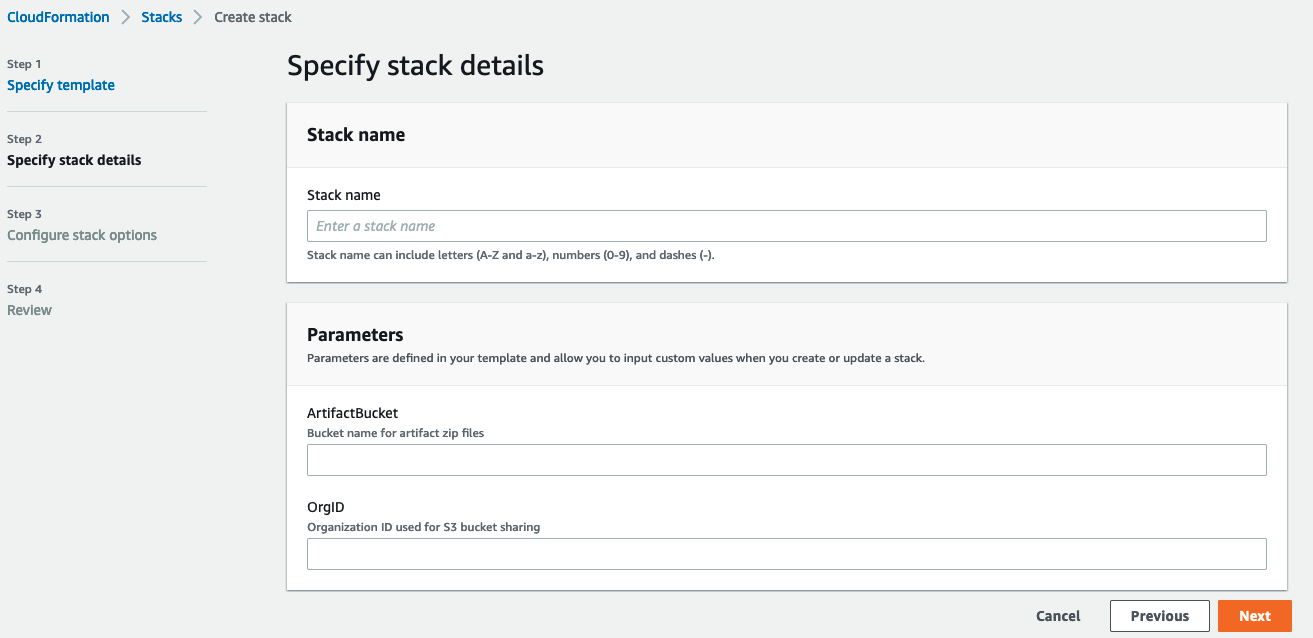 CloudFormation > Stacks > Create stack
Step 1
Specify template
Step 2
Specify stack details
Step 3
Configure stack options
Step 4
Review
Specify stack details
Stack name
Stack name
Enter a stack name
Stack name can include letters (A-Z and a-z), numbers (0-9), and dashes (-).
Parameters
Parameters are defined in your template and allow you to input custom values when you create or update a stack.
ArtifactBucket
Bucket name for artifact zip files
OrgID
Organization ID used for S3 bucket sharing
Cancel Previous Next